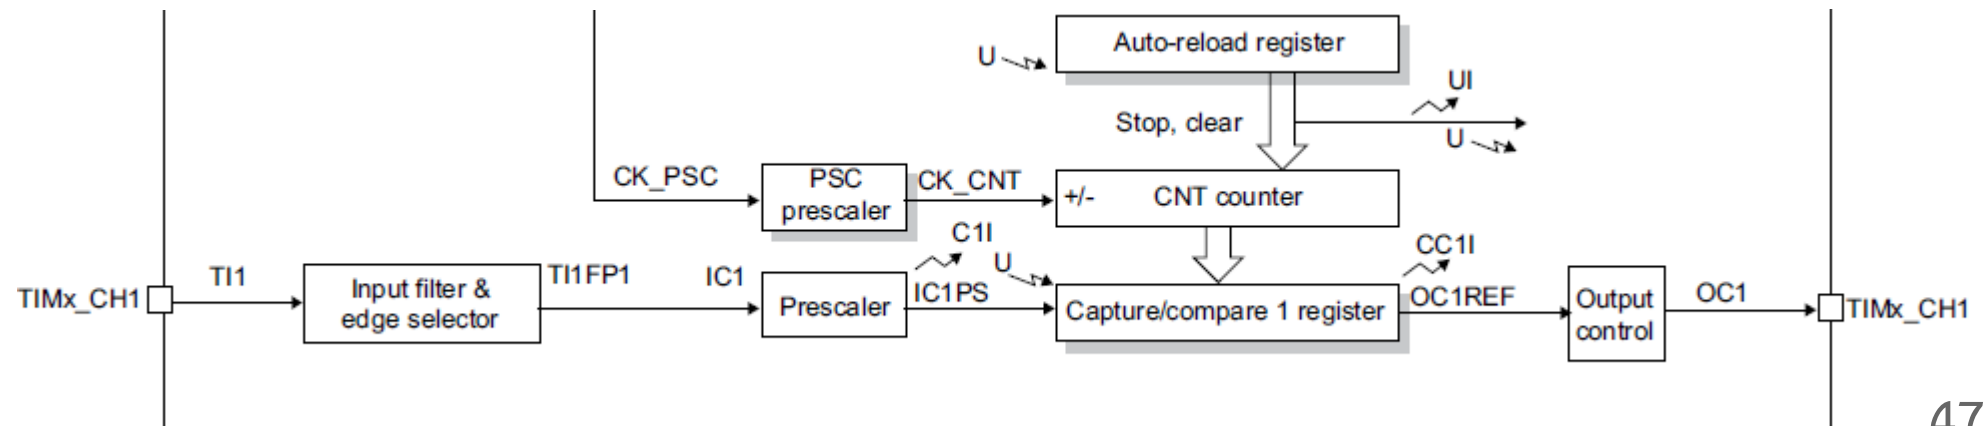 Auto-reload register
U
UI
Stop, clear
U
CK_PSC
PSC
prescaler
CK_CNT
+/-
CNT counter
C1I
CC1I
TIMx_CH1
TI1
Input filter &
edge selector
TI1FP1
IC1
Prescaler
U
IC1PS
Capture/compare 1 register
OC1REF
Output
control
OC1
TIMx_CH1
47